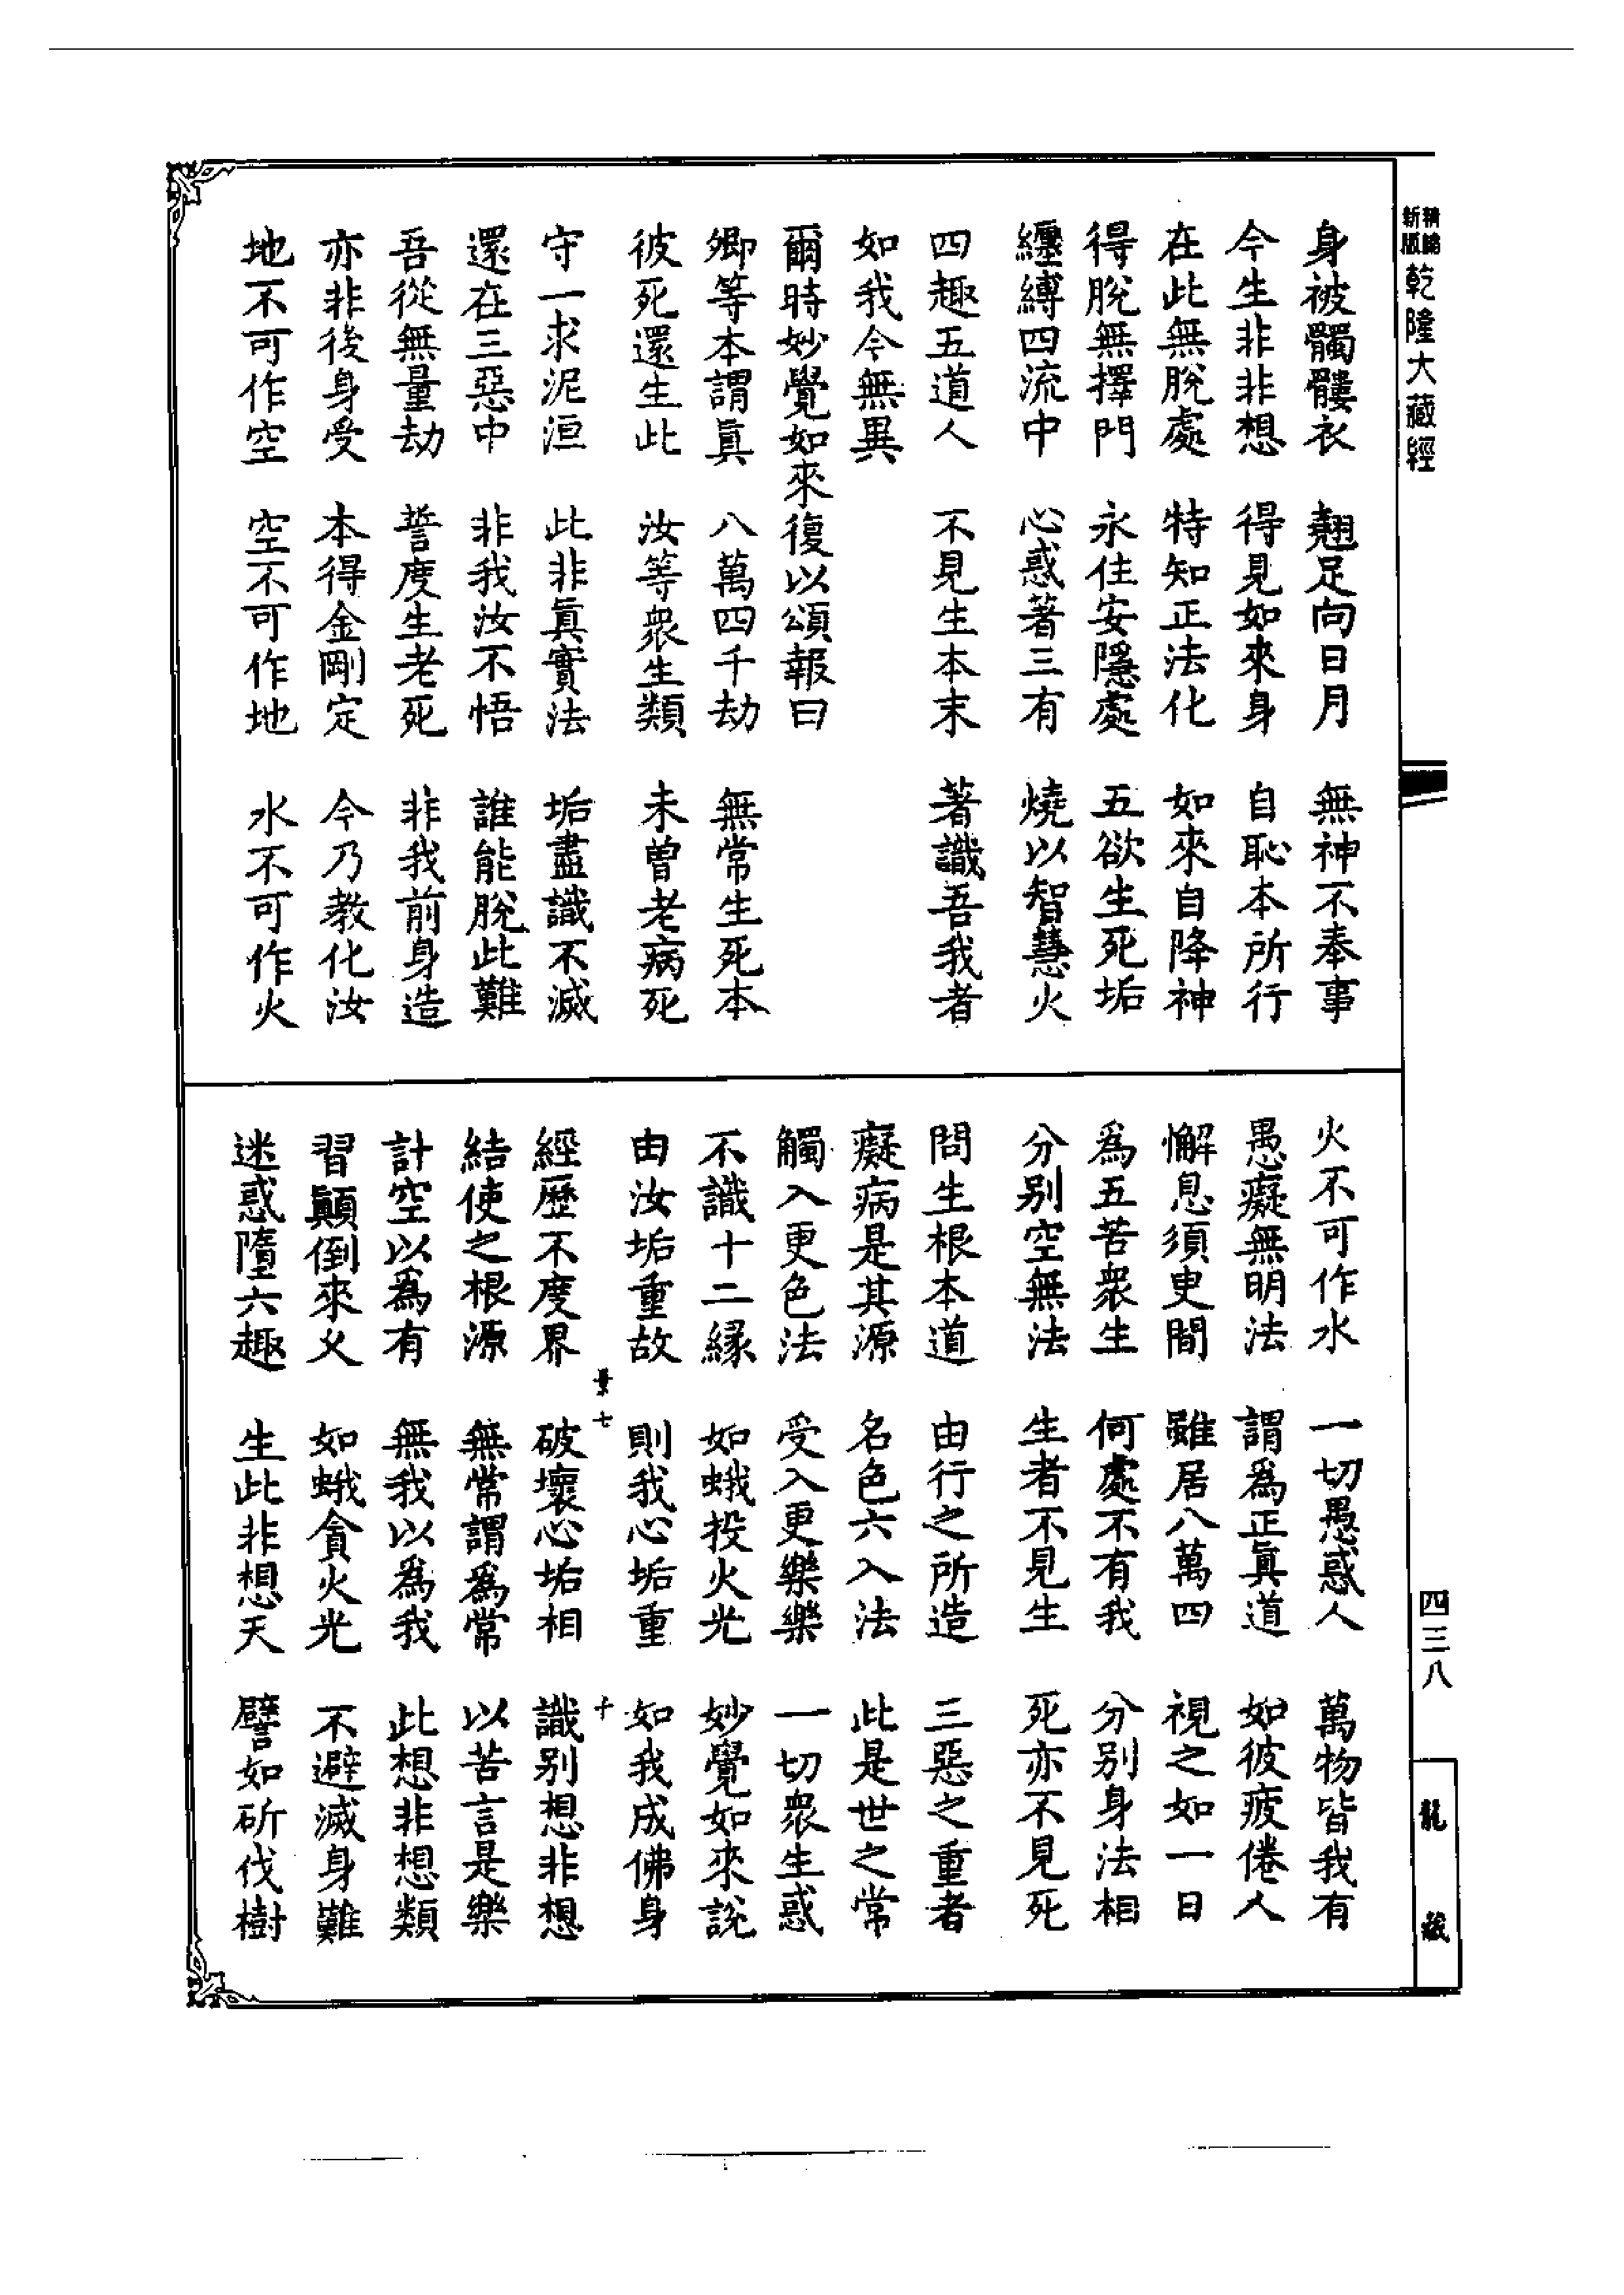 精編
新版
乾隆大藏經
身被髑髏衣 翹足向日月 無神不奉事
今生非非想 得見如來身 自恥本所行
在此無脫處 特知正法化 如來自降神
得脫無擇門 永住安隱處 五欲生死垢
纏縛四流中 心惑著三有 燒以智慧火
四趣五道人 不見生本末 著識吾我者
如我今無異
爾時妙覺如來復以頌報曰
卿等本謂眞 八萬四千劫 無常生死本
彼死還生此 汝等衆生類 未曾老病死
守一求泥洹 此非眞實法 垢盡識不滅
還在三惡中 非我汝不悟 誰能脫此難
吾從無量劫 誓度生老死 非我前身造
亦非後身受 本得金剛定 今乃教化汝
地不可作空 空不可作地 水不可作火
火不可作水 一切愚惑人 萬物皆我有
愚癡無明法 謂爲正眞道 如彼疲倦人
懈息須臾間 雖居八萬四 視之如一日
爲五苦衆生 何處不有我 分别身法相
分别空無法 生者不見生 死亦不見死
問生根本道 由行之所造 三惡之重者
癡病是其源 名色六入法 此是世之常
觸入更色法 受入更樂樂 一切衆生惑
不識十二緣 如蛾投火光 妙覺如來說
由汝垢重故 則我心垢重 如我成佛身
葉七 十
經歷不度界 破壞心垢相 識别想非想
結使之根源 無常謂爲常 以苦言是樂
計空以爲有 無我以爲我 此想非想類
習顚倒來乆 如蛾貪火光 不避滅身難
迷惑墮六趣 生此非想天 譬如斫伐樹
四三八
龍藏